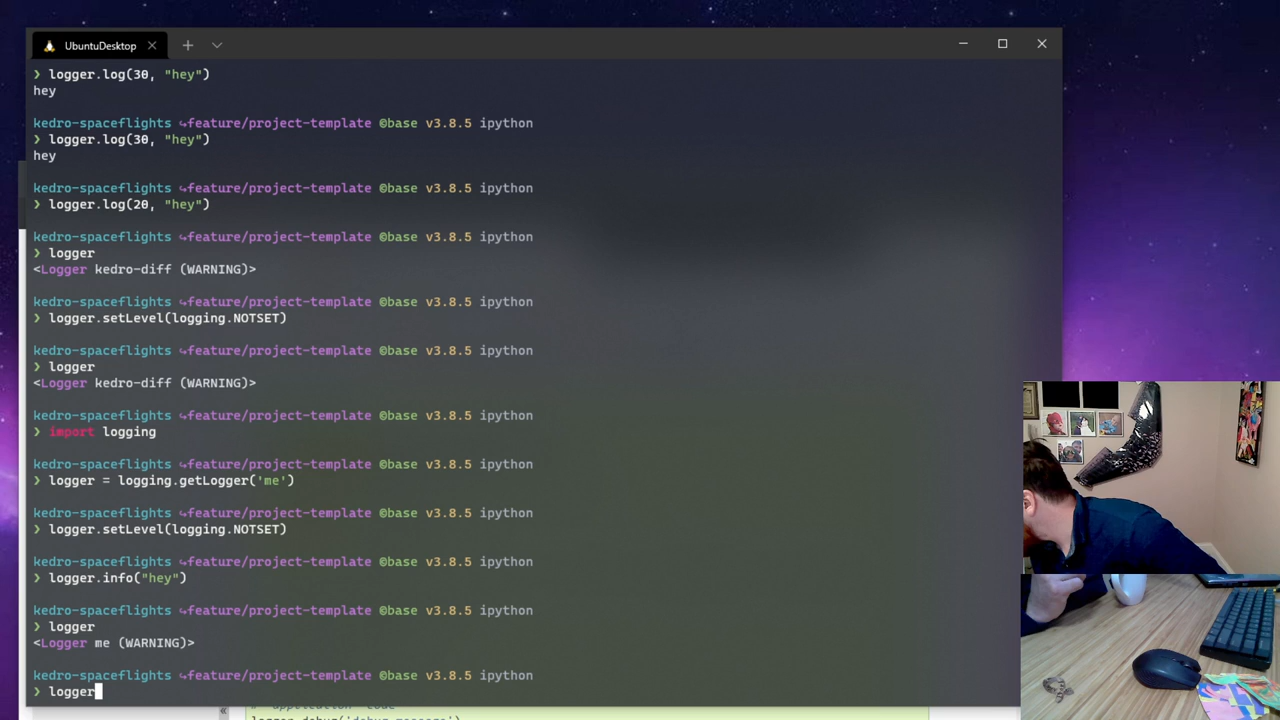 UbuntuDesktop
❯ logger.log(30, "hey")
hey
kedro-spaceflights ↪feature/project-template ©base v3.8.5 ipython
❯ logger.log(30, "hey")
hey
kedro-spaceflights ↪feature/project-template ©base v3.8.5 ipython
❯ logger.log(20, "hey")
kedro-spaceflights ↪feature/project-template ©base v3.8.5 ipython
❯ logger
<Logger kedro-diff (WARNING)>
kedro-spaceflights ↪feature/project-template ©base v3.8.5 ipython
❯ logger.setLevel(logging.NOTSET)
kedro-spaceflights ↪feature/project-template ©base v3.8.5 ipython
❯ logger
<Logger kedro-diff (WARNING)>
kedro-spaceflights ↪feature/project-template ©base v3.8.5 ipython
❯ import logging
kedro-spaceflights ↪feature/project-template ©base v3.8.5 ipython
❯ logger = logging.getLogger('me')
kedro-spaceflights ↪feature/project-template ©base v3.8.5 ipython
❯ logger.setLevel(logging.NOTSET)
kedro-spaceflights ↪feature/project-template ©base v3.8.5 ipython
❯ logger.info("hey")
kedro-spaceflights ↪feature/project-template ©base v3.8.5 ipython
❯ logger
<Logger me (WARNING)>
kedro-spaceflights ↪feature/project-template ©base v3.8.5 ipython
❯ logger